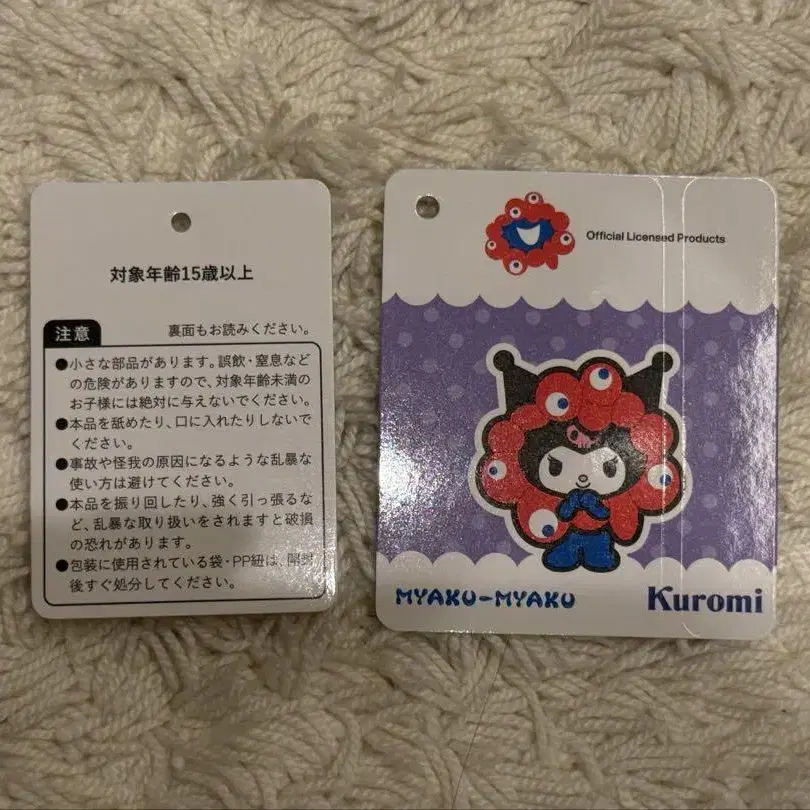 対象年齢15歳以上
注意
裏面もお読みください。
●小さな部品があります。誤飲・窒息など
の危険がありますので、対象年齢未満の
お子様には絶対に与えないでください。
●本品を舐めたり、口に入れたりしないで
ください。
●事故や怪我の原因になるような乱暴な
使い方は避けてください。
●本品を振り回したり、強く引っ張るな
ど、乱暴な取り扱いをされますと破損
の恐れがあります。
●包装に使用されている袋・PP紐は、開封
後すぐ処分してください。
Official Licensed Products
MYAKU-MYAKU
Kuromi